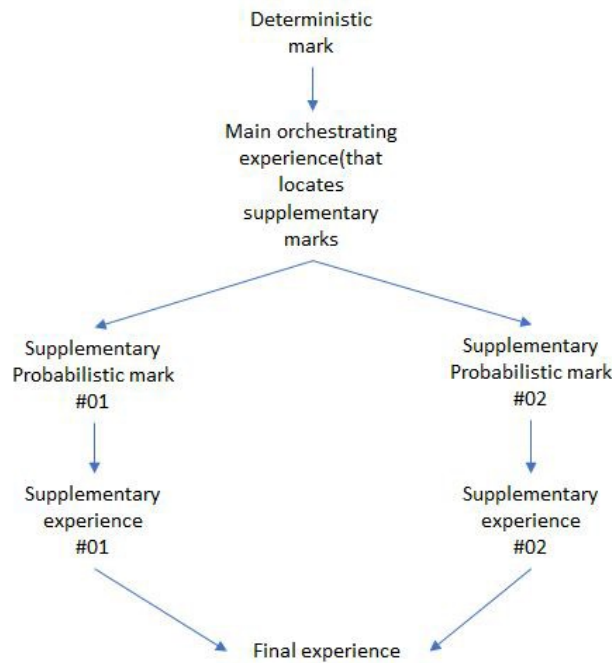 Deterministic
mark
Main orchestrating
experience(that
locates
supplementary
marks
Supplementary
Probabilistic mark
#01
Supplementary
Probabilistic mark
#02
Supplementary
experience
#01
Supplementary
experience
#02
Final experience